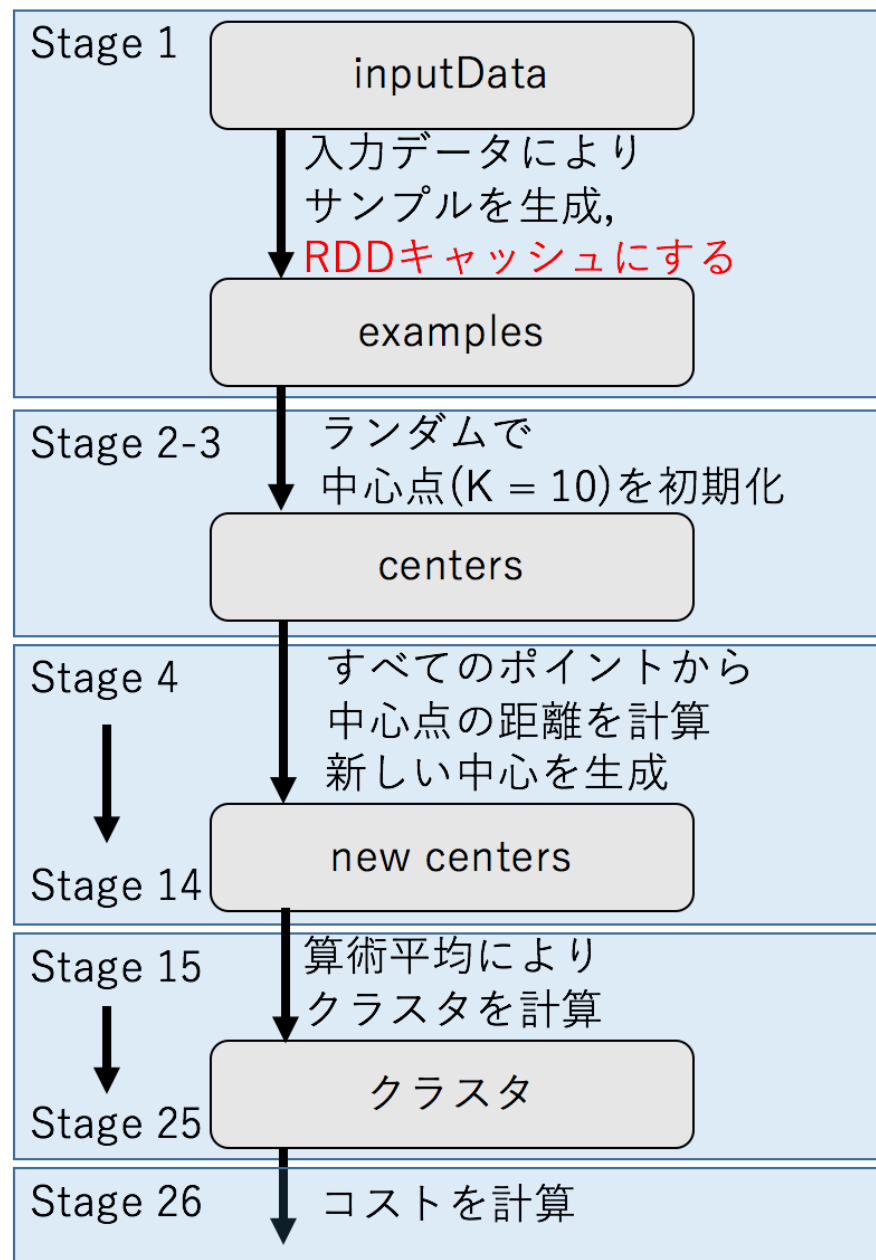 Stage 1
inputData
入力データにより
サンプルを生成,
RDDキャッシュにする
examples
Stage 2-3
ランダムで
中心点(K = 10)を初期化
centers
Stage 4
すべてのポイントから
中心点の距離を計算
新しい中心を生成
new centers
Stage 14
Stage 15
算術平均により
クラスタを計算
クラスタ
Stage 25
Stage 26
コストを計算